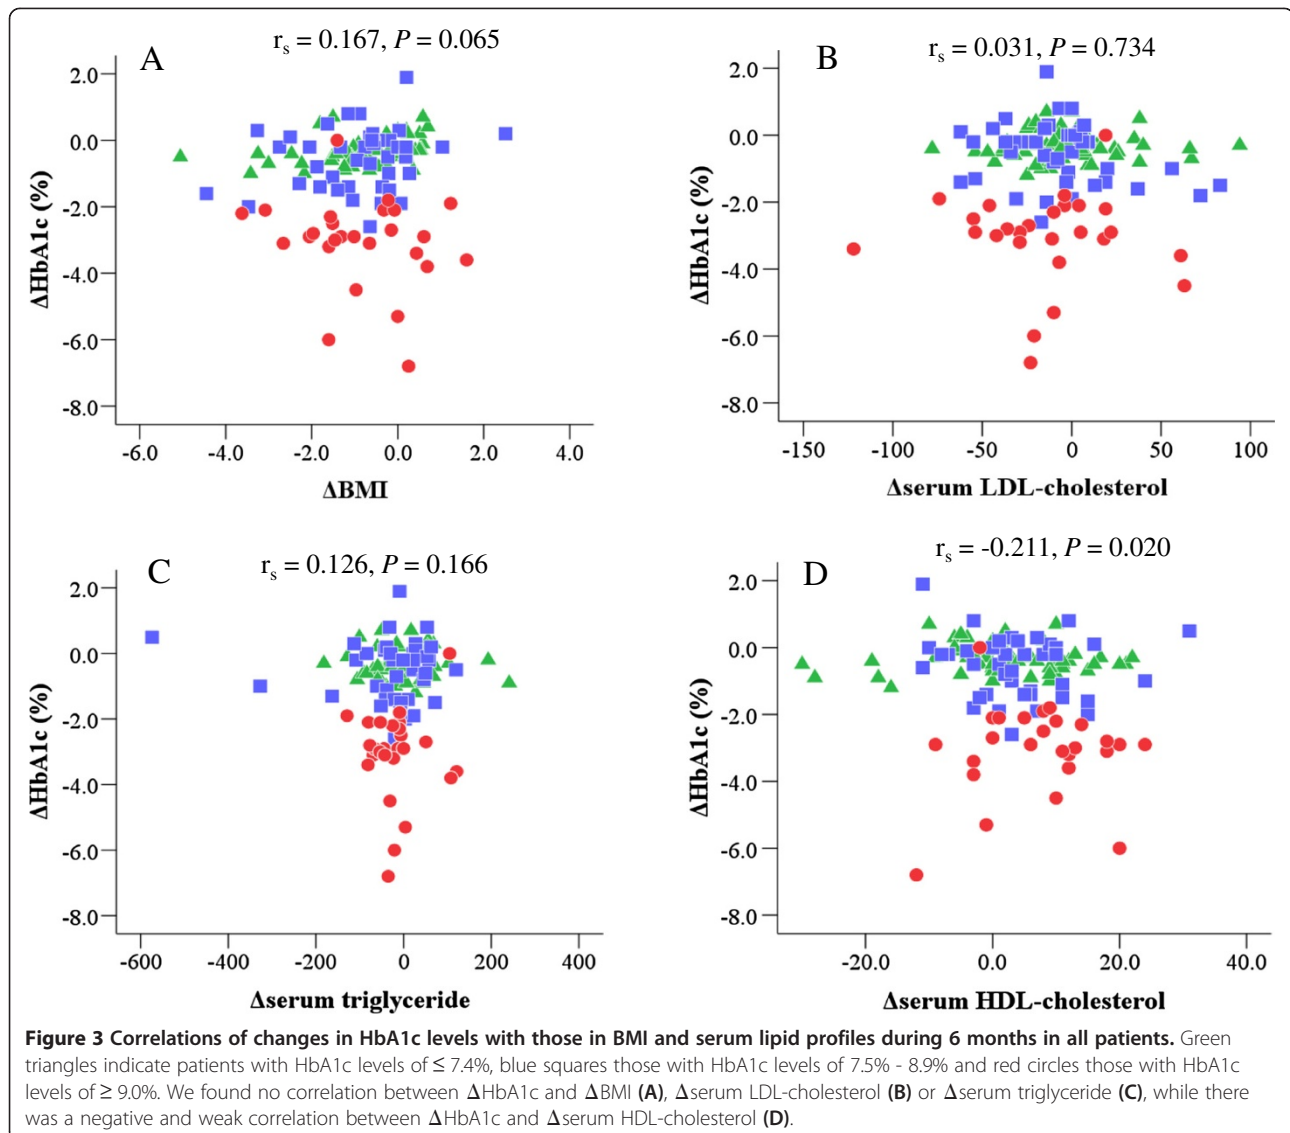 A
r_s = 0.167, P = 0.065
2.0
0.0
-2.0
-4.0
-6.0
-8.0
ΔHbA1c (%)
-6.0 -4.0 -2.0 0.0 2.0 4.0
ΔBMI
B
r_s = 0.031, P = 0.734
2.0
0.0
-2.0
-4.0
-6.0
-8.0
ΔHbA1c (%)
-150 -100 -50 0 50 100
Δserum LDL-cholesterol
C
r_s = 0.126, P = 0.166
2.0
0.0
-2.0
-4.0
-6.0
-8.0
ΔHbA1c (%)
-600 -400 -200 0 200 400
Δserum triglyceride
D
r_s = -0.211, P = 0.020
2.0
0.0
-2.0
-4.0
-6.0
-8.0
ΔHbA1c (%)
-20.0 0.0 20.0 40.0
Δserum HDL-cholesterol
Figure 3 Correlations of changes in HbA1c levels with those in BMI and serum lipid profiles during 6 months in all patients. Green
triangles indicate patients with HbA1c levels of ≤ 7.4%, blue squares those with HbA1c levels of 7.5% - 8.9% and red circles those with HbA1c
levels of ≥ 9.0%. We found no correlation between ΔHbA1c and ΔBMI (A), Δserum LDL-cholesterol (B) or Δserum triglyceride (C), while there
was a negative and weak correlation between ΔHbA1c and Δserum HDL-cholesterol (D).